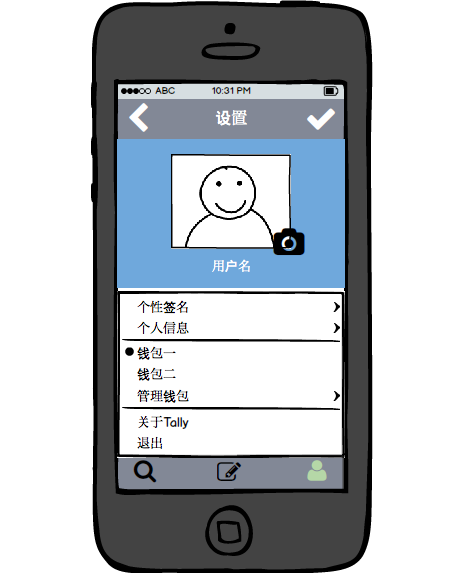 ABC 10:31 PM
设置
用户名
个性签名
个人信息
钱包一
钱包二
管理钱包
关于Tally
退出